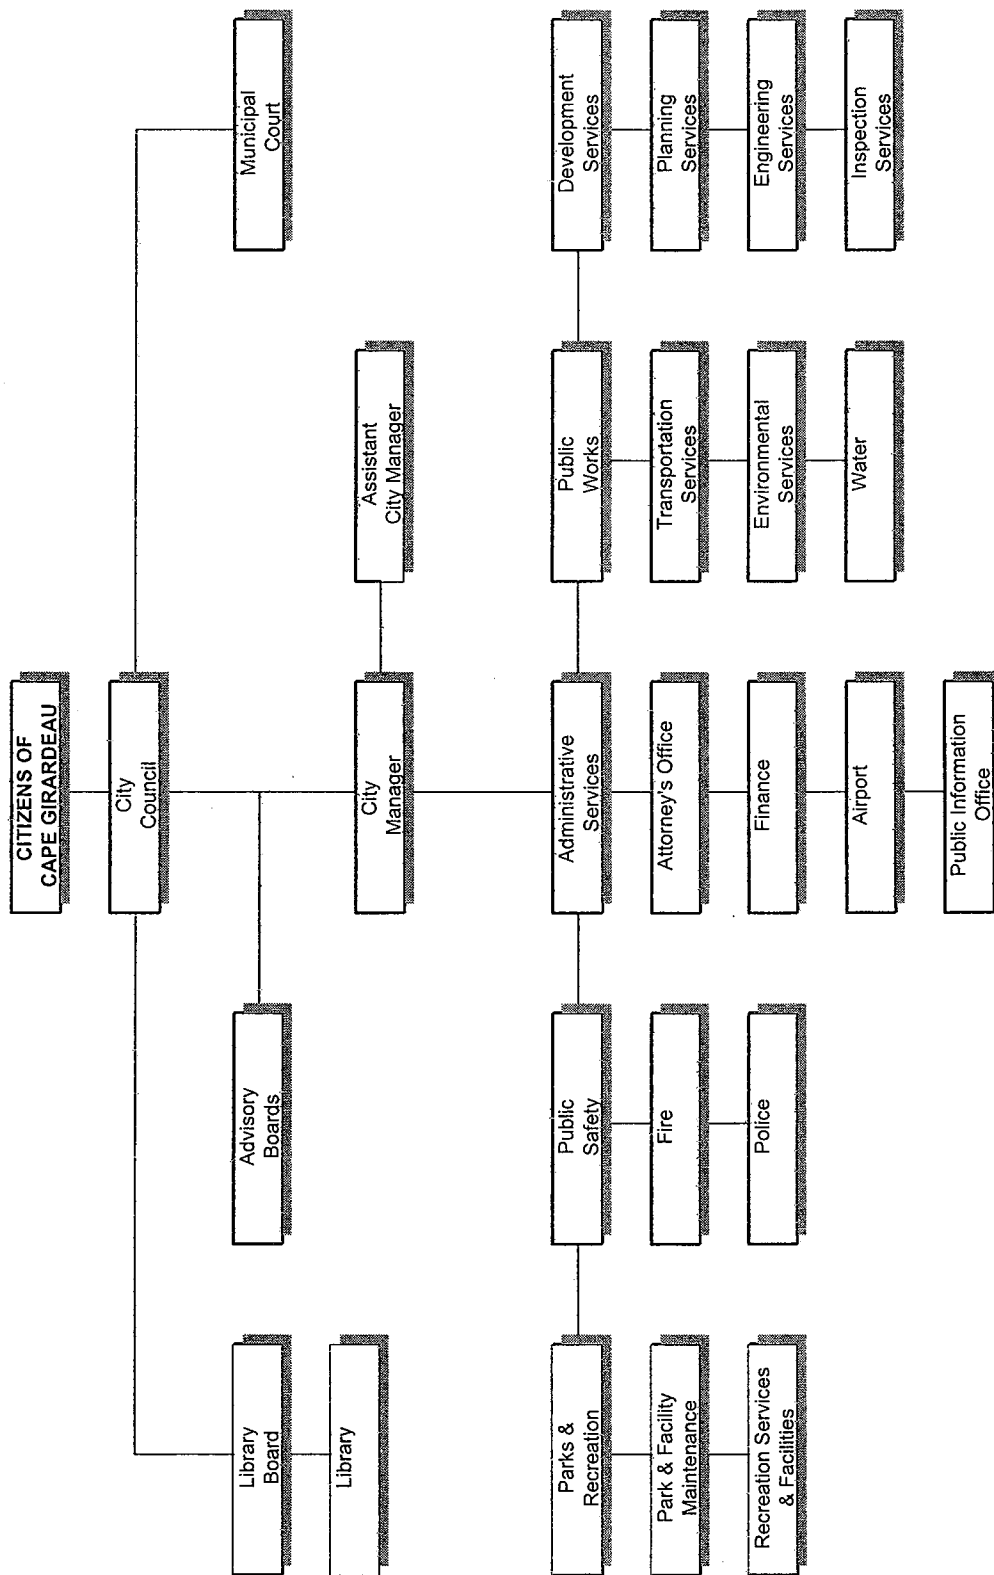 CITIZENS OF
CAPE GIRARDEAU
City
Council
Library
Board
Library
Advisory
Boards
Municipal
Court
City
Manager
Assistant
City Manager
Parks &
Recreation
Park & Facility
Maintenance
Recreation Services
& Facilities
Public
Safety
Fire
Police
Administrative
Services
Attorney's Office
Finance
Airport
Public Information
Office
Public
Works
Transportation
Services
Environmental
Services
Water
Development
Services
Planning
Services
Engineering
Services
Inspection
Services